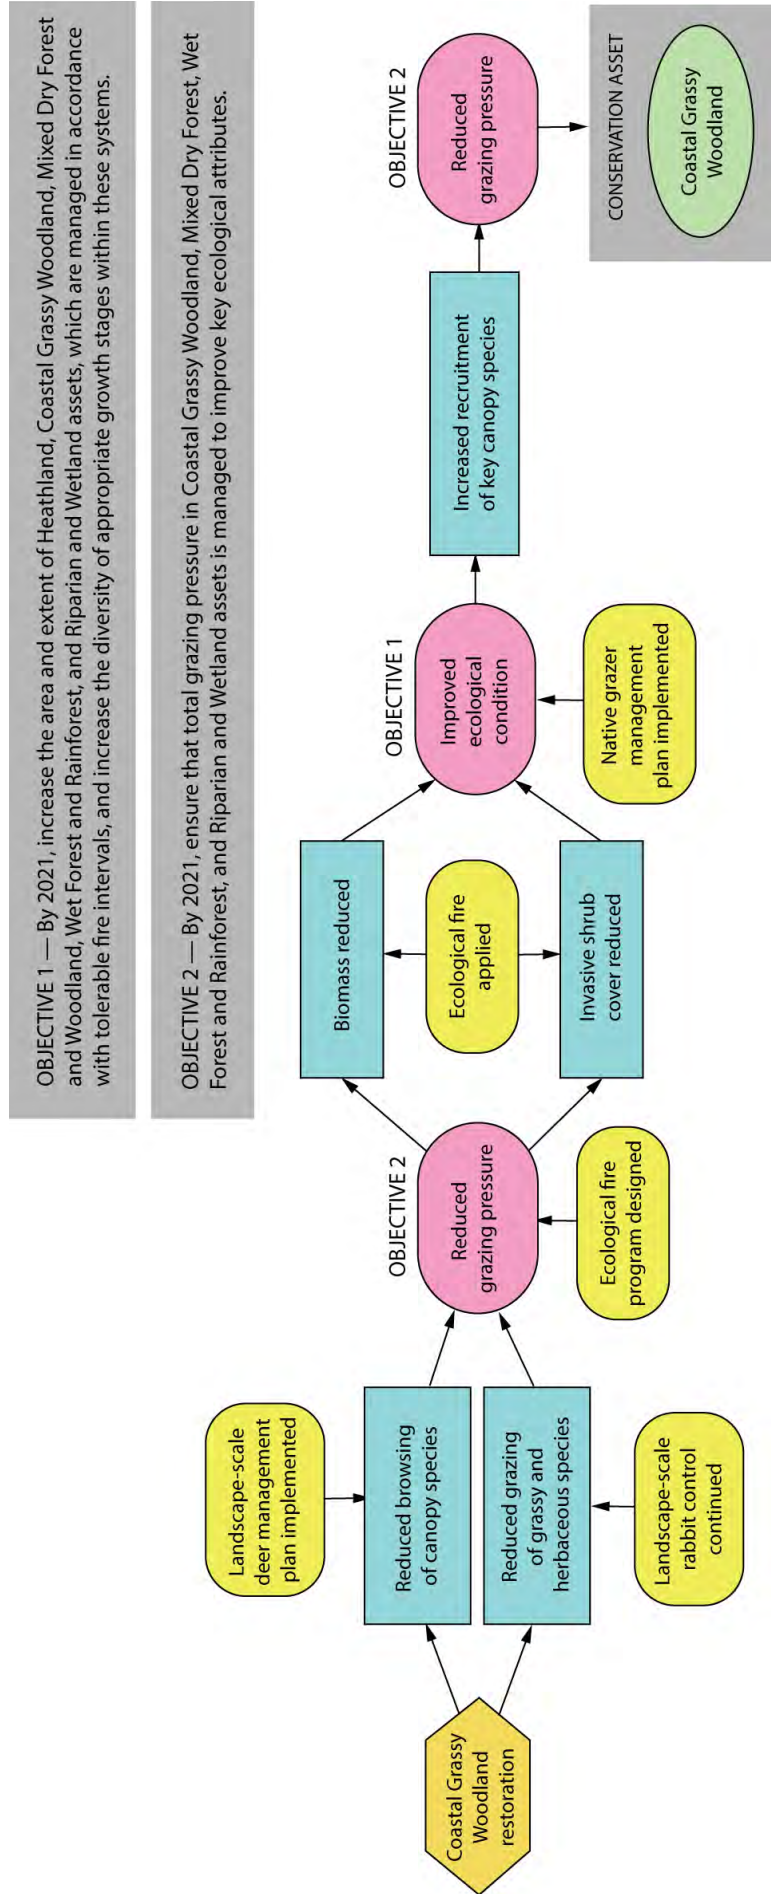 OBJECTIVE 1 — By 2021, increase the area and extent of Heathland, Coastal Grassy Woodland, Mixed Dry Forest
and Woodland, Wet Forest and Rainforest, and Riparian and Wetland assets, which are managed in accordance
with tolerable fire intervals, and increase the diversity of appropriate growth stages within these systems.
OBJECTIVE 2 — By 2021, ensure that total grazing pressure in Coastal Grassy Woodland, Mixed Dry Forest, Wet
Forest and Rainforest, and Riparian and Wetland assets is managed to improve key ecological attributes.
Coastal Grassy
Woodland
restoration
Landscape-scale
deer management
plan implemented
Reduced browsing
of canopy species
Reduced grazing
of grassy and
herbaceous species
Landscape-scale
rabbit control
continued
OBJECTIVE 2
Reduced
grazing pressure
Ecological fire
program designed
Biomass reduced
Ecological fire
applied
Invasive shrub
cover reduced
OBJECTIVE 1
Improved
ecological
condition
Native grazer
management
plan implemented
Increased recruitment
of key canopy species
OBJECTIVE 2
Reduced
grazing pressure
CONSERVATION ASSET
Coastal Grassy
Woodland